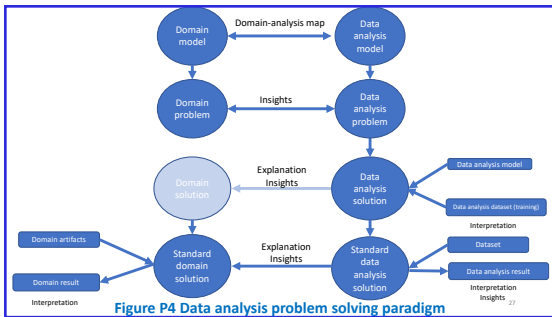 Domain
model
Domain-analysis map
Data
analysis
model
Domain
problem
Insights
Data
analysis
problem
Domain
solution
Explanation
Insights
Data
analysis
solution
Data analysis model
Data analysis dataset (training)
Interpretation
Domain artifacts
Domain result
Interpretation
Standard
domain
solution
Explanation
Insights
Standard
data
analysis
solution
Dataset
Data analysis result
Interpretation
Insights
27
Figure P4 Data analysis problem solving paradigm